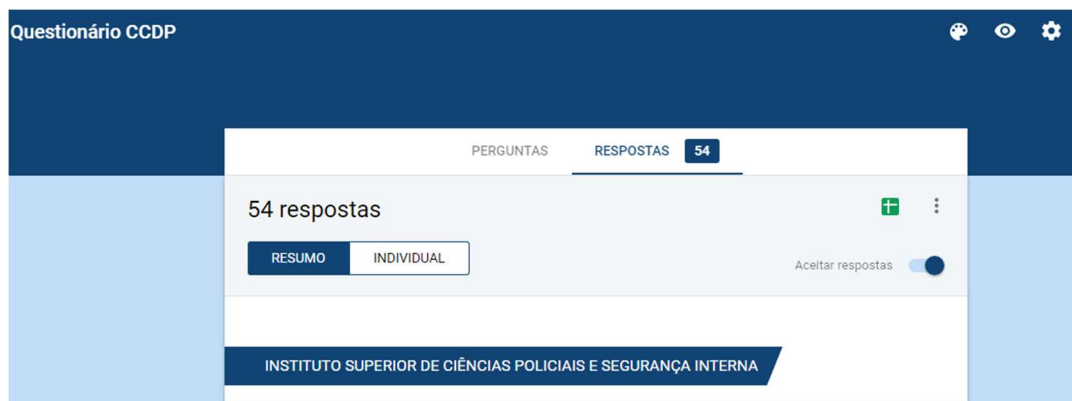 Questionário CCDP
PERGUNTAS RESPOSTAS 54
54 respostas
RESUMO INDIVIDUAL
Aceitar respostas
INSTITUTO SUPERIOR DE CIÊNCIAS POLICIAIS E SEGURANÇA INTERNA